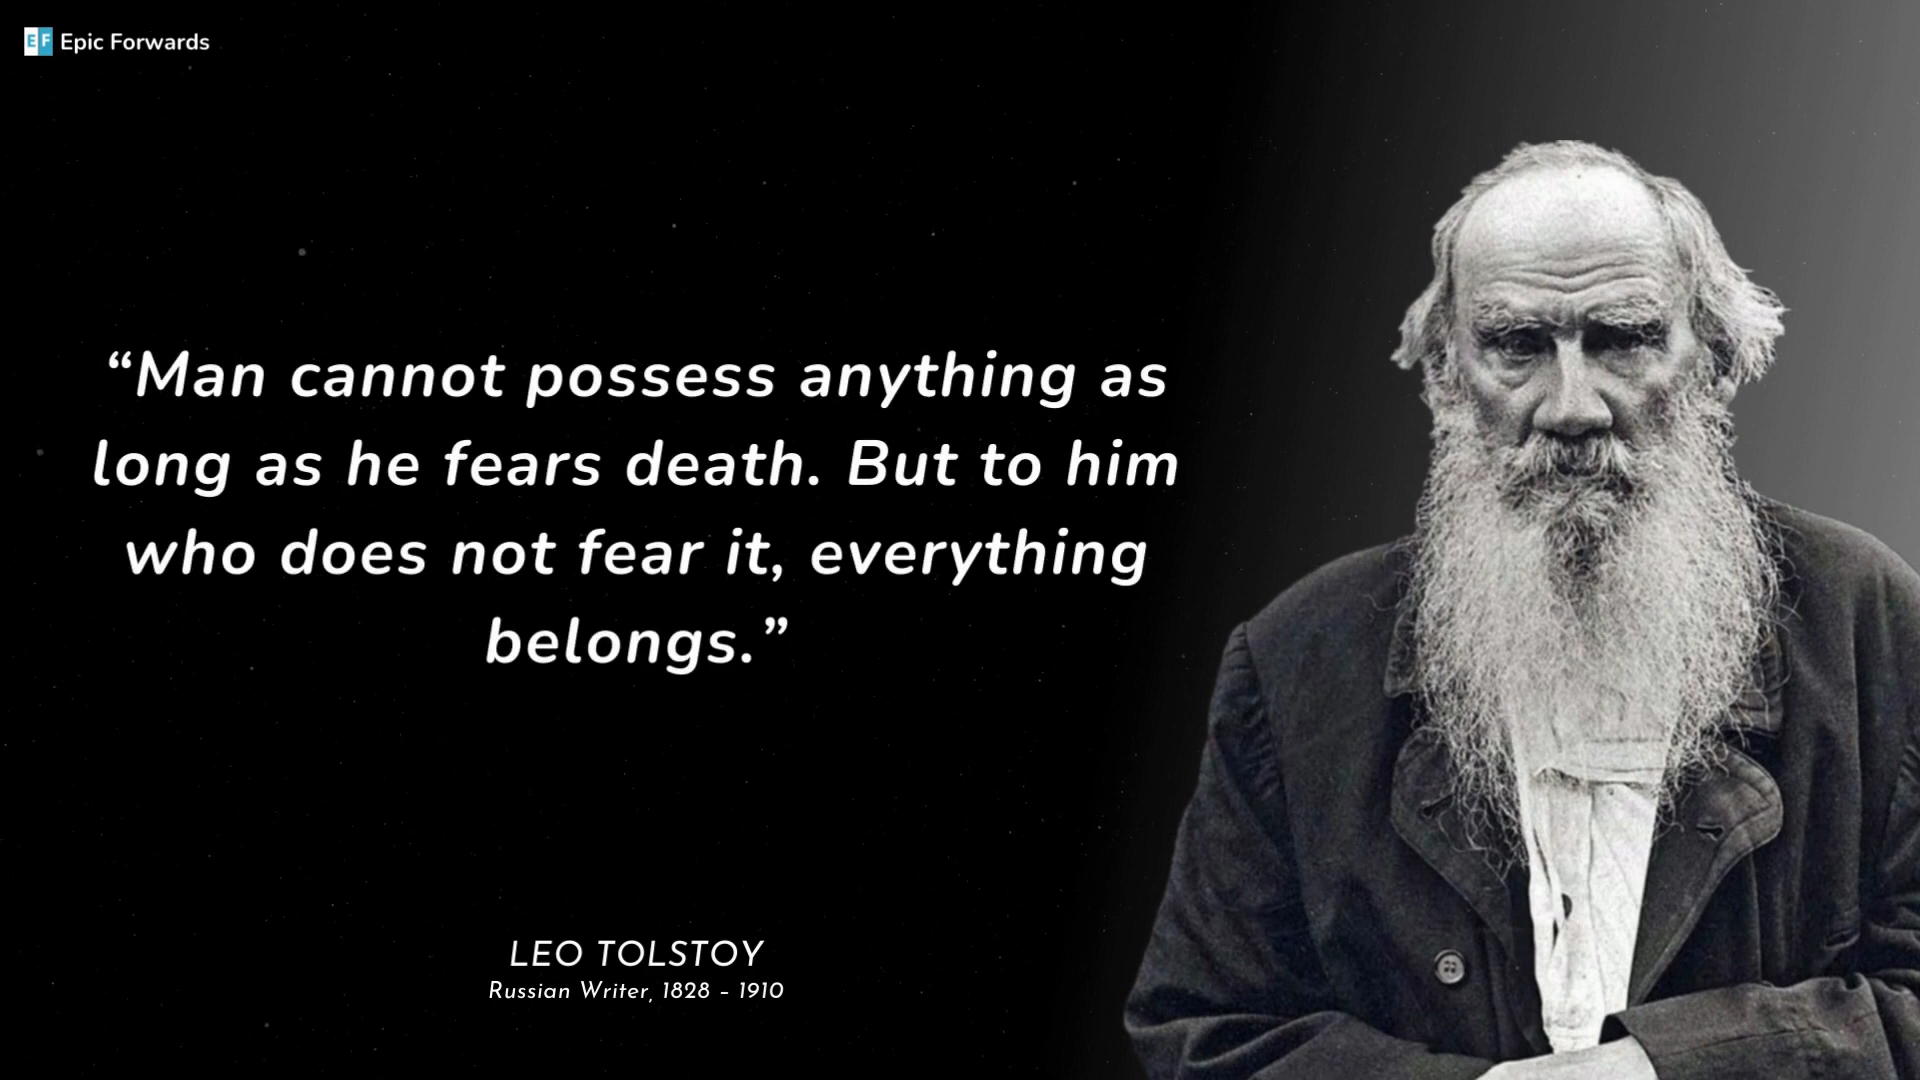 EF Epic Forwards
“Man cannot possess anything as
long as he fears death. But to him
who does not fear it, everything
belongs.”
LEO TOLSTOY
Russian Writer, 1828 – 1910